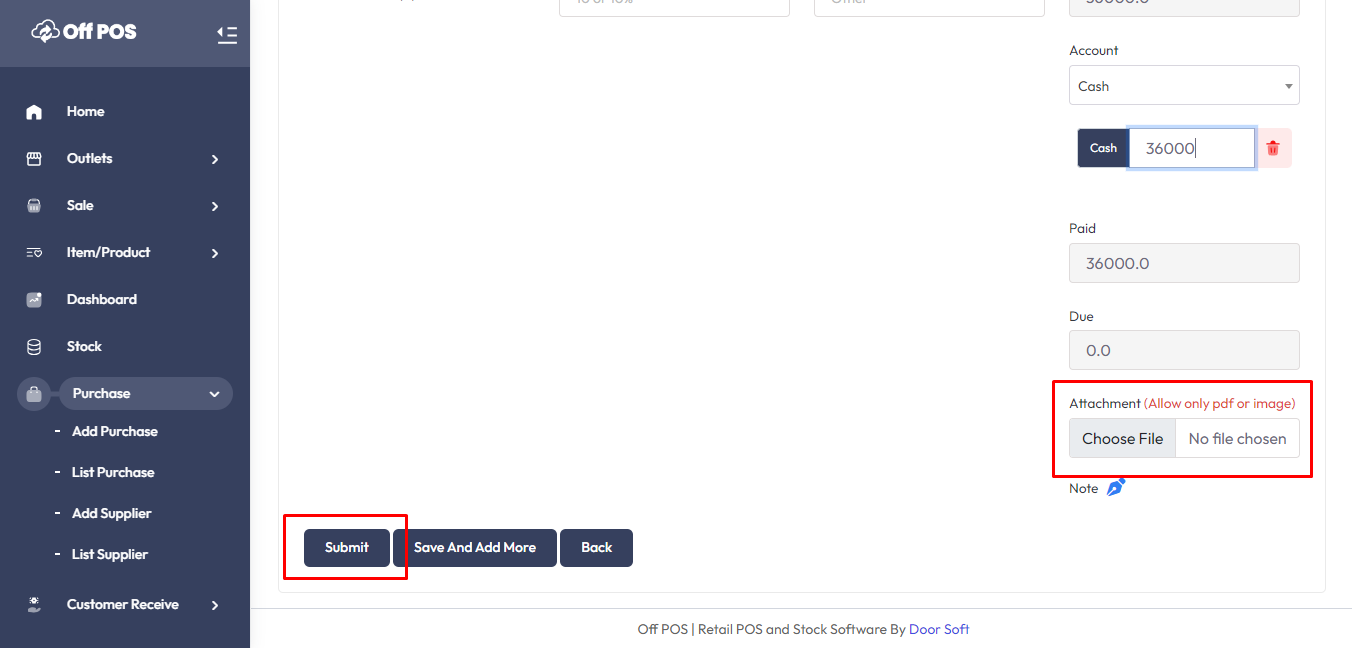 Off POS
Home
Outlets
Sale
Item/Product
Dashboard
Stock
Purchase
- Add Purchase
- List Purchase
- Add Supplier
- List Supplier
Customer Receive
Account
Cash
Cash 36000
Paid
36000.0
Due
0.0
Attachment (Allow only pdf or image)
Choose File No file chosen
Note
Submit Save And Add More Back
Off POS | Retail POS and Stock Software By Door Soft